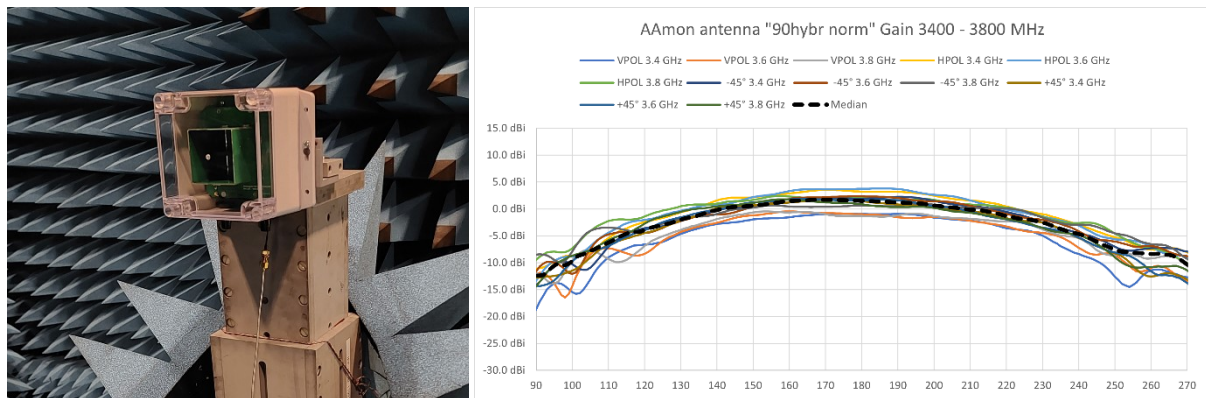 AAmon antenna "90hybr norm" Gain 3400 - 3800 MHz
VPOL 3.4 GHz VPOL 3.6 GHz VPOL 3.8 GHz HPOL 3.4 GHz HPOL 3.6 GHz
HPOL 3.8 GHz -45° 3.4 GHz -45° 3.6 GHz -45° 3.8 GHz +45° 3.4 GHz
+45° 3.6 GHz +45° 3.8 GHz Median
15.0 dBi
10.0 dBi
5.0 dBi
0.0 dBi
-5.0 dBi
-10.0 dBi
-15.0 dBi
-20.0 dBi
-25.0 dBi
-30.0 dBi
90 100 110 120 130 140 150 160 170 180 190 200 210 220 230 240 250 260 270